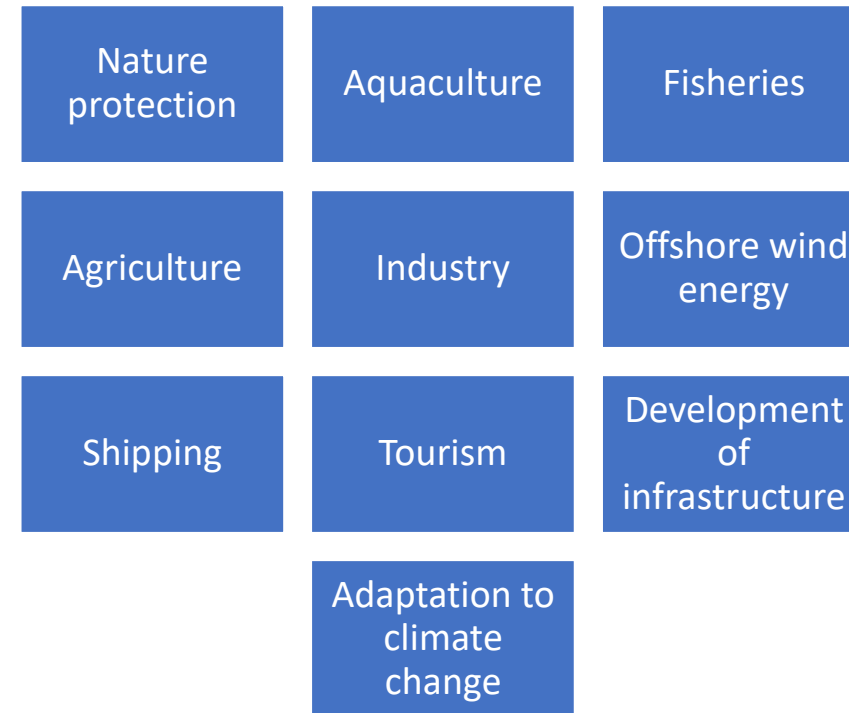 Nature
protection
Aquaculture
Fisheries
Agriculture
Industry
Offshore wind
energy
Shipping
Tourism
Development
of
infrastructure
Adaptation to
climate
change